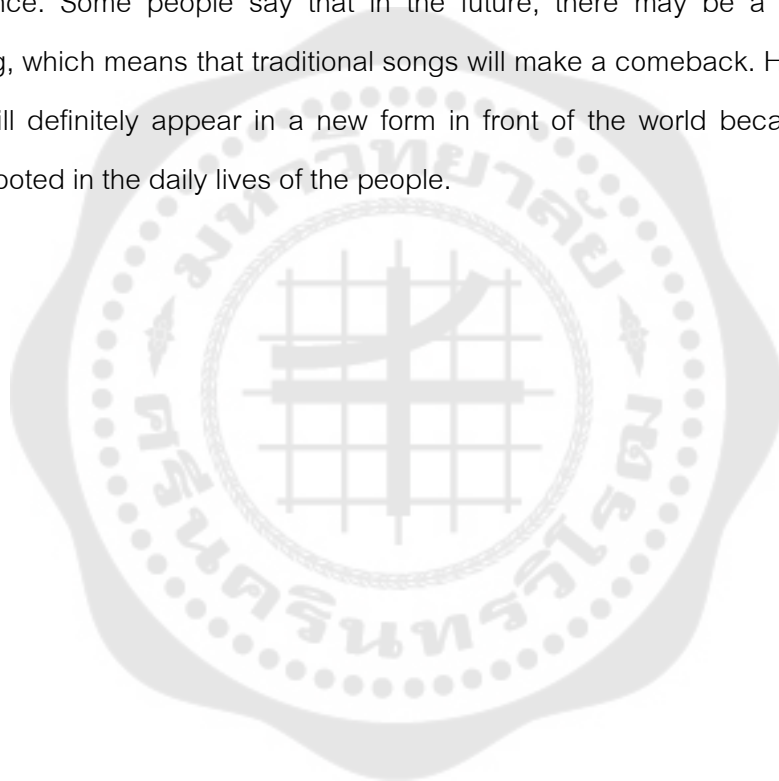 nce. Some people say that in the future, there may be a
g, which means that traditional songs will make a comeback. H
ill definitely appear in a new form in front of the world beca
ooted in the daily lives of the people.
มหาวิทยาลัย
ศรีนครินทรวิโรฒ